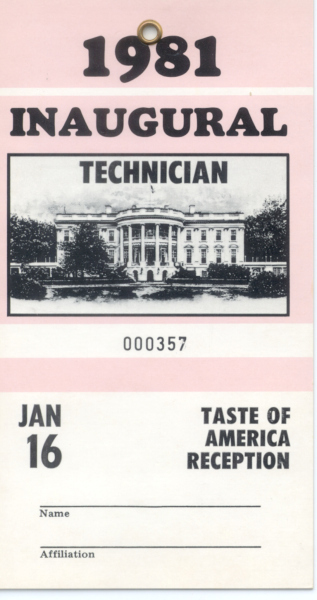 1981
INAUGURAL
TECHNICIAN
000357
JAN
16
TASTE OF
AMERICA
RECEPTION
Name
Affiliation